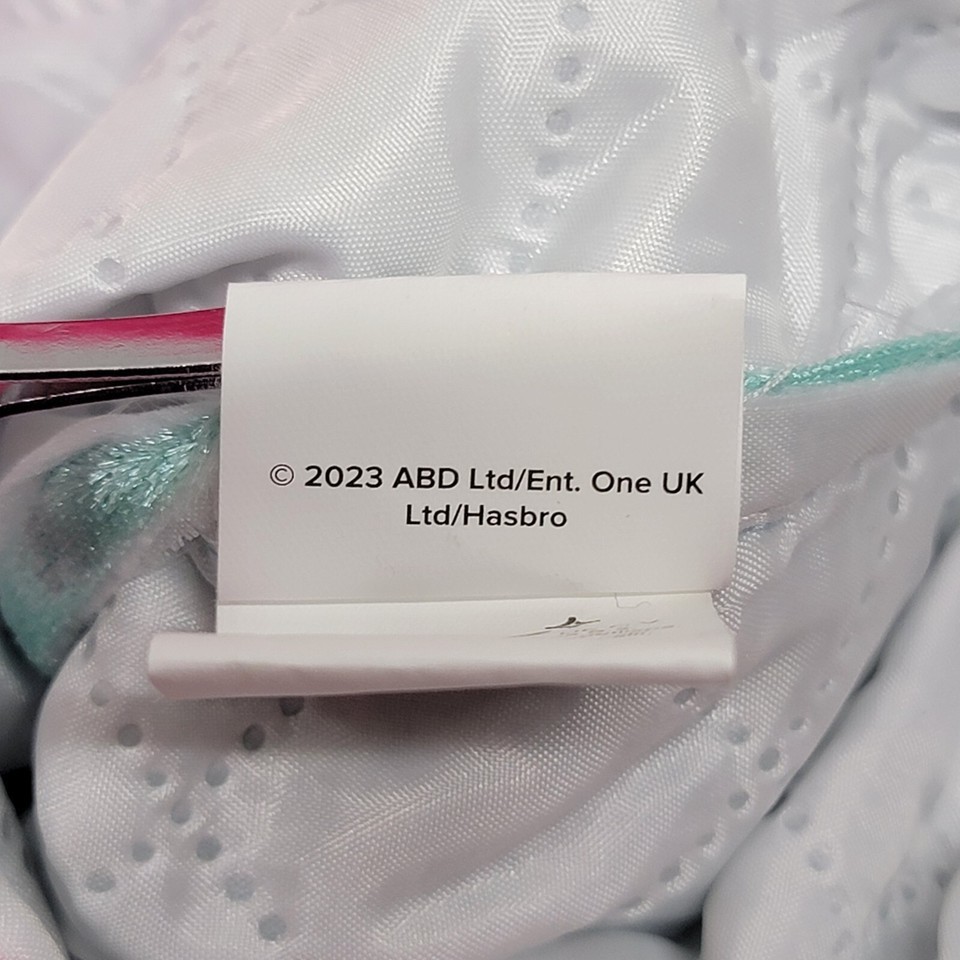 © 2023 ABD Ltd/Ent. One UK
Ltd/Hasbro